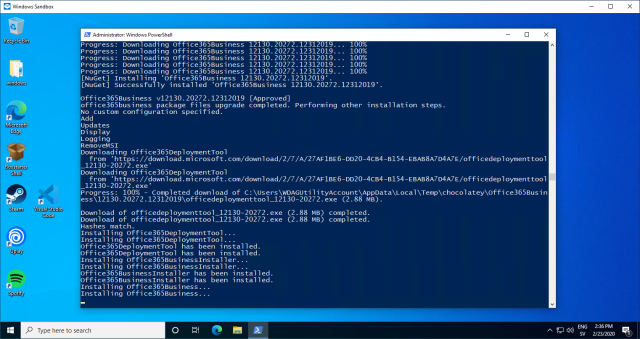 Windows Sandbox
Administrator: Windows PowerShell
Progress: Downloading Office365Business 12130.20272.12312019... 100%
Progress: Downloading Office365Business 12130.20272.12312019... 100%
Progress: Downloading Office365Business 12130.20272.12312019... 100%
Progress: Downloading Office365Business 12130.20272.12312019... 100%
Progress: Downloading Office365Business 12130.20272.12312019... 100%
[NuGet] Installing 'Office365Business 12130.20272.12312019'.
[NuGet] Successfully installed 'Office365Business 12130.20272.12312019'.
Office365Business v12130.20272.12312019 [Approved]
office365business package files upgrade completed. Performing other installation steps.
No custom configuration specified.
Add
Updates
Display
Logging
RemoveMSI
Downloading Office365DeploymentTool
from 'https://download.microsoft.com/download/2/7/A/27AF1BE6-DD20-4CB4-B154-EBAB8A7D4A7E/officedeploymenttool
_12130-20272.exe'
Downloading Office365DeploymentTool
from 'https://download.microsoft.com/download/2/7/A/27AF1BE6-DD20-4CB4-B154-EBAB8A7D4A7E/officedeploymenttool
_12130-20272.exe'
Progress: 100% - Completed download of C:\Users\WDAGUtilityAccount\AppData\Local\Temp\chocolatey\Office365Busin
ess\12130.20272.12312019\officedeploymenttool_12130-20272.exe (2.88 MB).
Download of officedeploymenttool_12130-20272.exe (2.88 MB) completed.
Download of officedeploymenttool_12130-20272.exe (2.88 MB) completed.
Hashes match.
Installing Office365DeploymentTool...
Installing Office365DeploymentTool...
Office365DeploymentTool has been installed.
Office365DeploymentTool has been installed.
Installing Office365BusinessInstaller...
Installing Office365BusinessInstaller...
Office365BusinessInstaller has been installed.
Office365BusinessInstaller has been installed.
Installing Office365Business...
Installing Office365Business...
Recycle Bin
windows
Microsoft
Edge
Boxstarter
Shell
Steam
Visual Studio
Code
Uplay
Spotify
Type here to search
ENG
SV
2:36 PM
2/23/2020